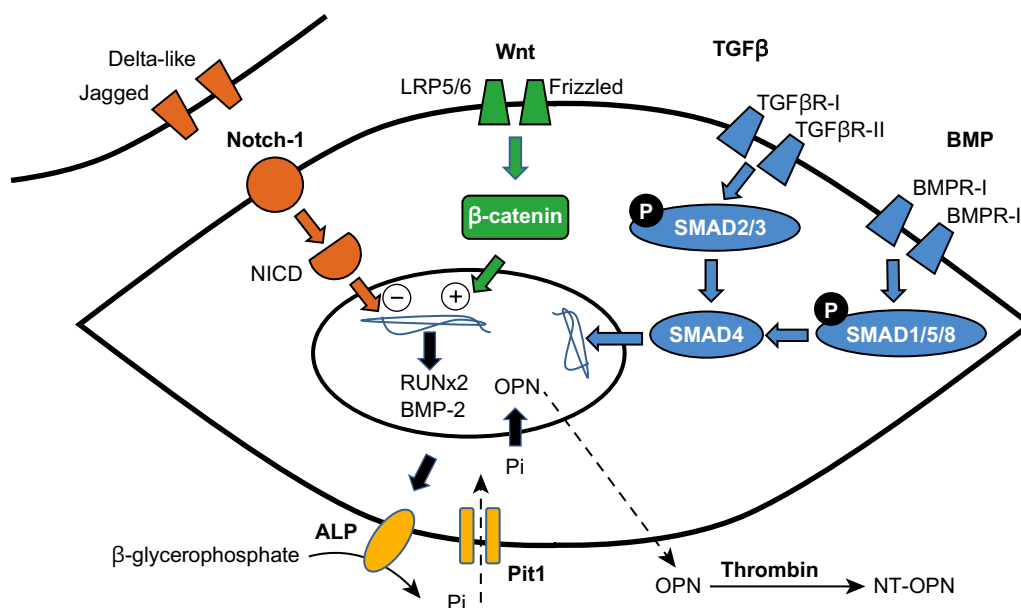 Delta-like
Jagged
Notch-1
NICD
Wnt
LRP5/6
Frizzled
β-catenin
−
+
TGFβ
TGFβR-I
TGFβR-II
P
SMAD2/3
BMP
BMPR-I
BMPR-I
P
SMAD1/5/8
SMAD4
RUNx2
BMP-2
OPN
Pi
ALP
β-glycerophosphate
Pi
Pit1
OPN
Thrombin
NT-OPN